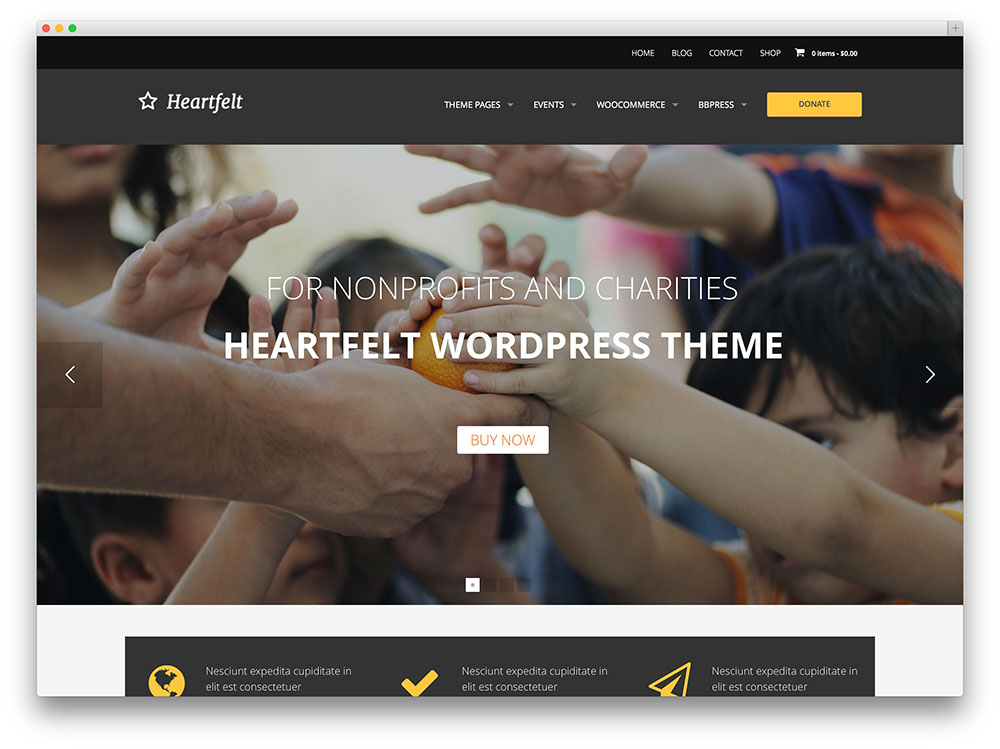 HOME BLOG CONTACT SHOP 0 Items - $0.00
Heartfelt
THEME PAGES EVENTS WOOCOMMERCE BBPRESS DONATE
FOR NONPROFITS AND CHARITIES
HEARTFELT WORDPRESS THEME
BUY NOW
Nesciunt expedita cupiditate in
elit est consectetuer
Nesciunt expedita cupiditate in
elit est consectetuer
Nesciunt expedita cupiditate in
elit est consectetuer